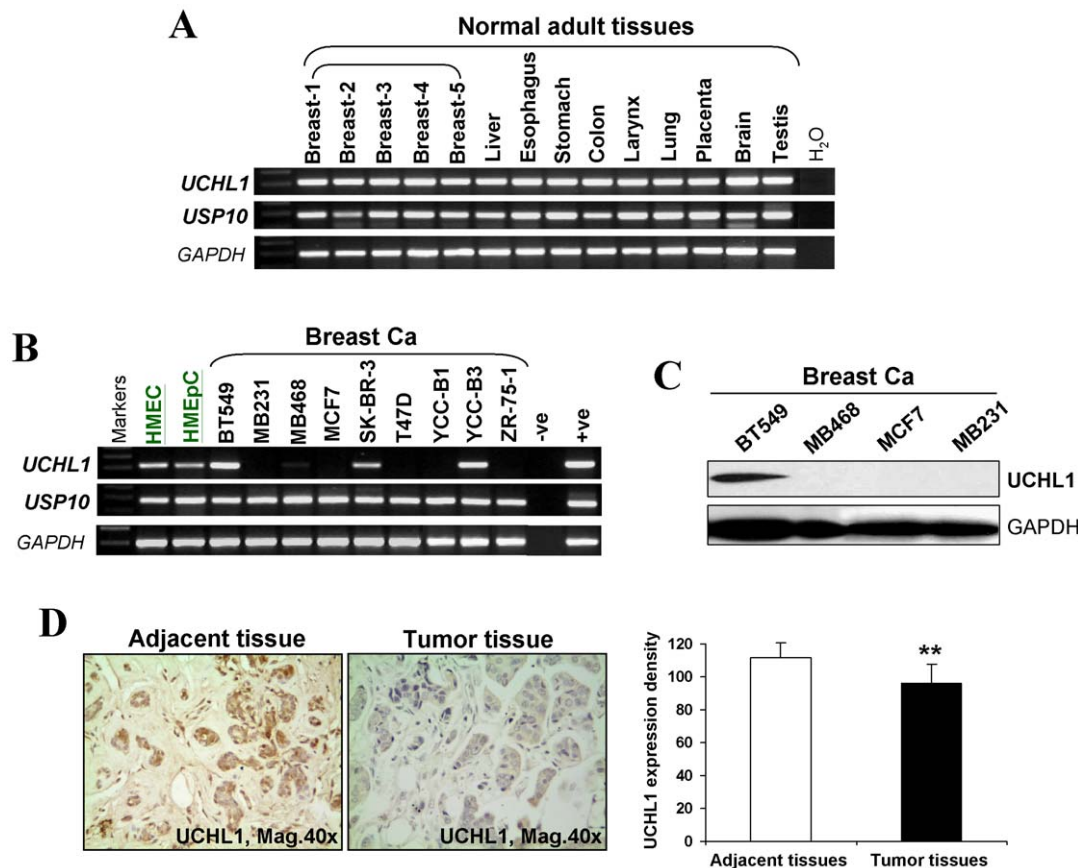 A
Normal adult tissues
Breast-1 Breast-2 Breast-3 Breast-4 Breast-5 Liver Esophagus Stomach Colon Larynx Lung Placenta Brain Testis H₂O
UCHL1
USP10
GAPDH
B
Breast Ca
Markers HMEC HMEpC BT549 MB231 MB468 MCF7 SK-BR-3 T47D YCC-B1 YCC-B3 ZR-75-1 -ve +ve
UCHL1
USP10
GAPDH
C
Breast Ca
BT549 MB468 MCF7 MB231
UCHL1
GAPDH
D
Adjacent tissue
UCHL1, Mag.40x
Tumor tissue
UCHL1, Mag.40x
UCHL1 expression density
120
100
80
60
40
20
0
**
Adjacent tissues Tumor tissues